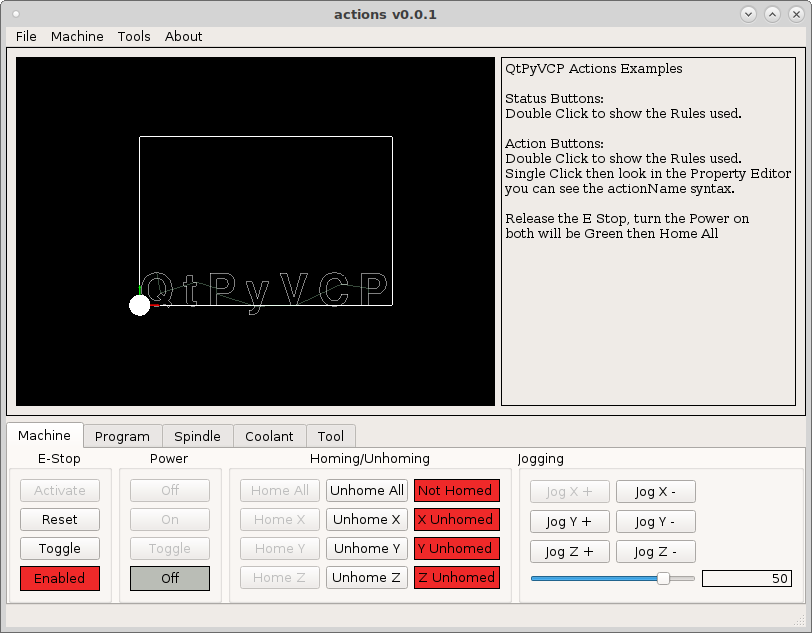 actions v0.0.1
File Machine Tools About
QtPyVCP Actions Examples
Status Buttons:
Double Click to show the Rules used.
Action Buttons:
Double Click to show the Rules used.
Single Click then look in the Property Editor
you can see the actionName syntax.
Release the E Stop, turn the Power on
both will be Green then Home All
QtPyVCP
Machine Program Spindle Coolant Tool
E-Stop Power Homing/Unhoming Jogging
Activate Off Home All Unhome All Not Homed Jog X + Jog X -
Reset On Home X Unhome X X Unhomed Jog Y + Jog Y -
Toggle Toggle Home Y Unhome Y Y Unhomed Jog Z + Jog Z -
Enabled Off Home Z Unhome Z Z Unhomed 50